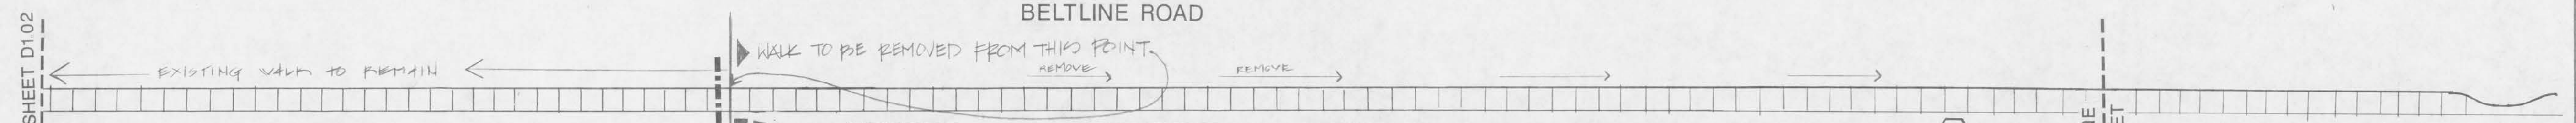 BELTLINE ROAD
SHEET D1.02
WALK TO BE REMOVED FROM THIS POINT
EXISTING WALK TO REMAIN
REMOVE
REMOVE